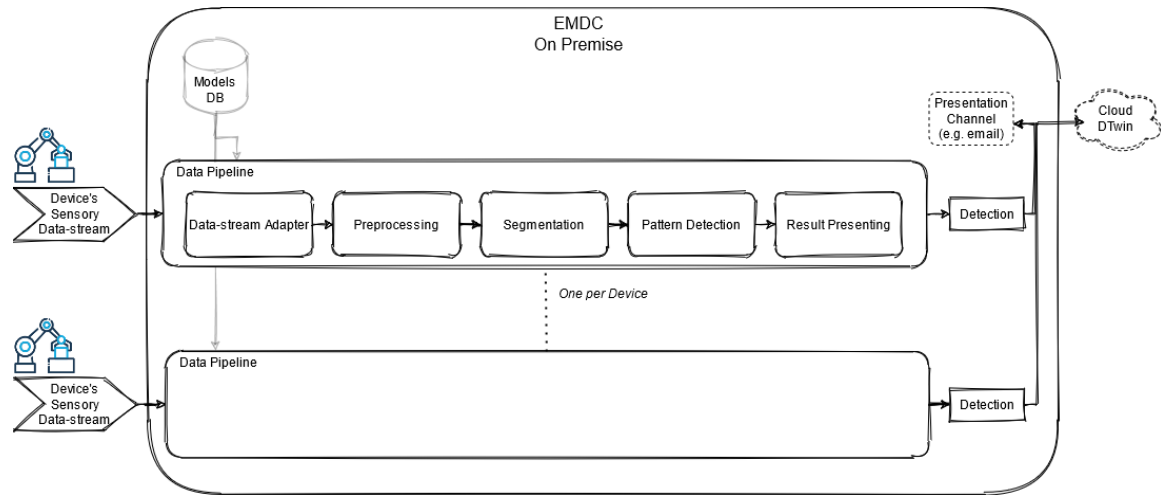 EMDC
On Premise
Models
DB
Presentation
Channel
(e.g. email)
Cloud
DTwin
Data Pipeline
Device's
Sensory
Data-stream
Data-stream Adapter
Preprocessing
Segmentation
Pattern Detection
Result Presenting
Detection
One per Device
Data Pipeline
Device's
Sensory
Data-stream
Detection